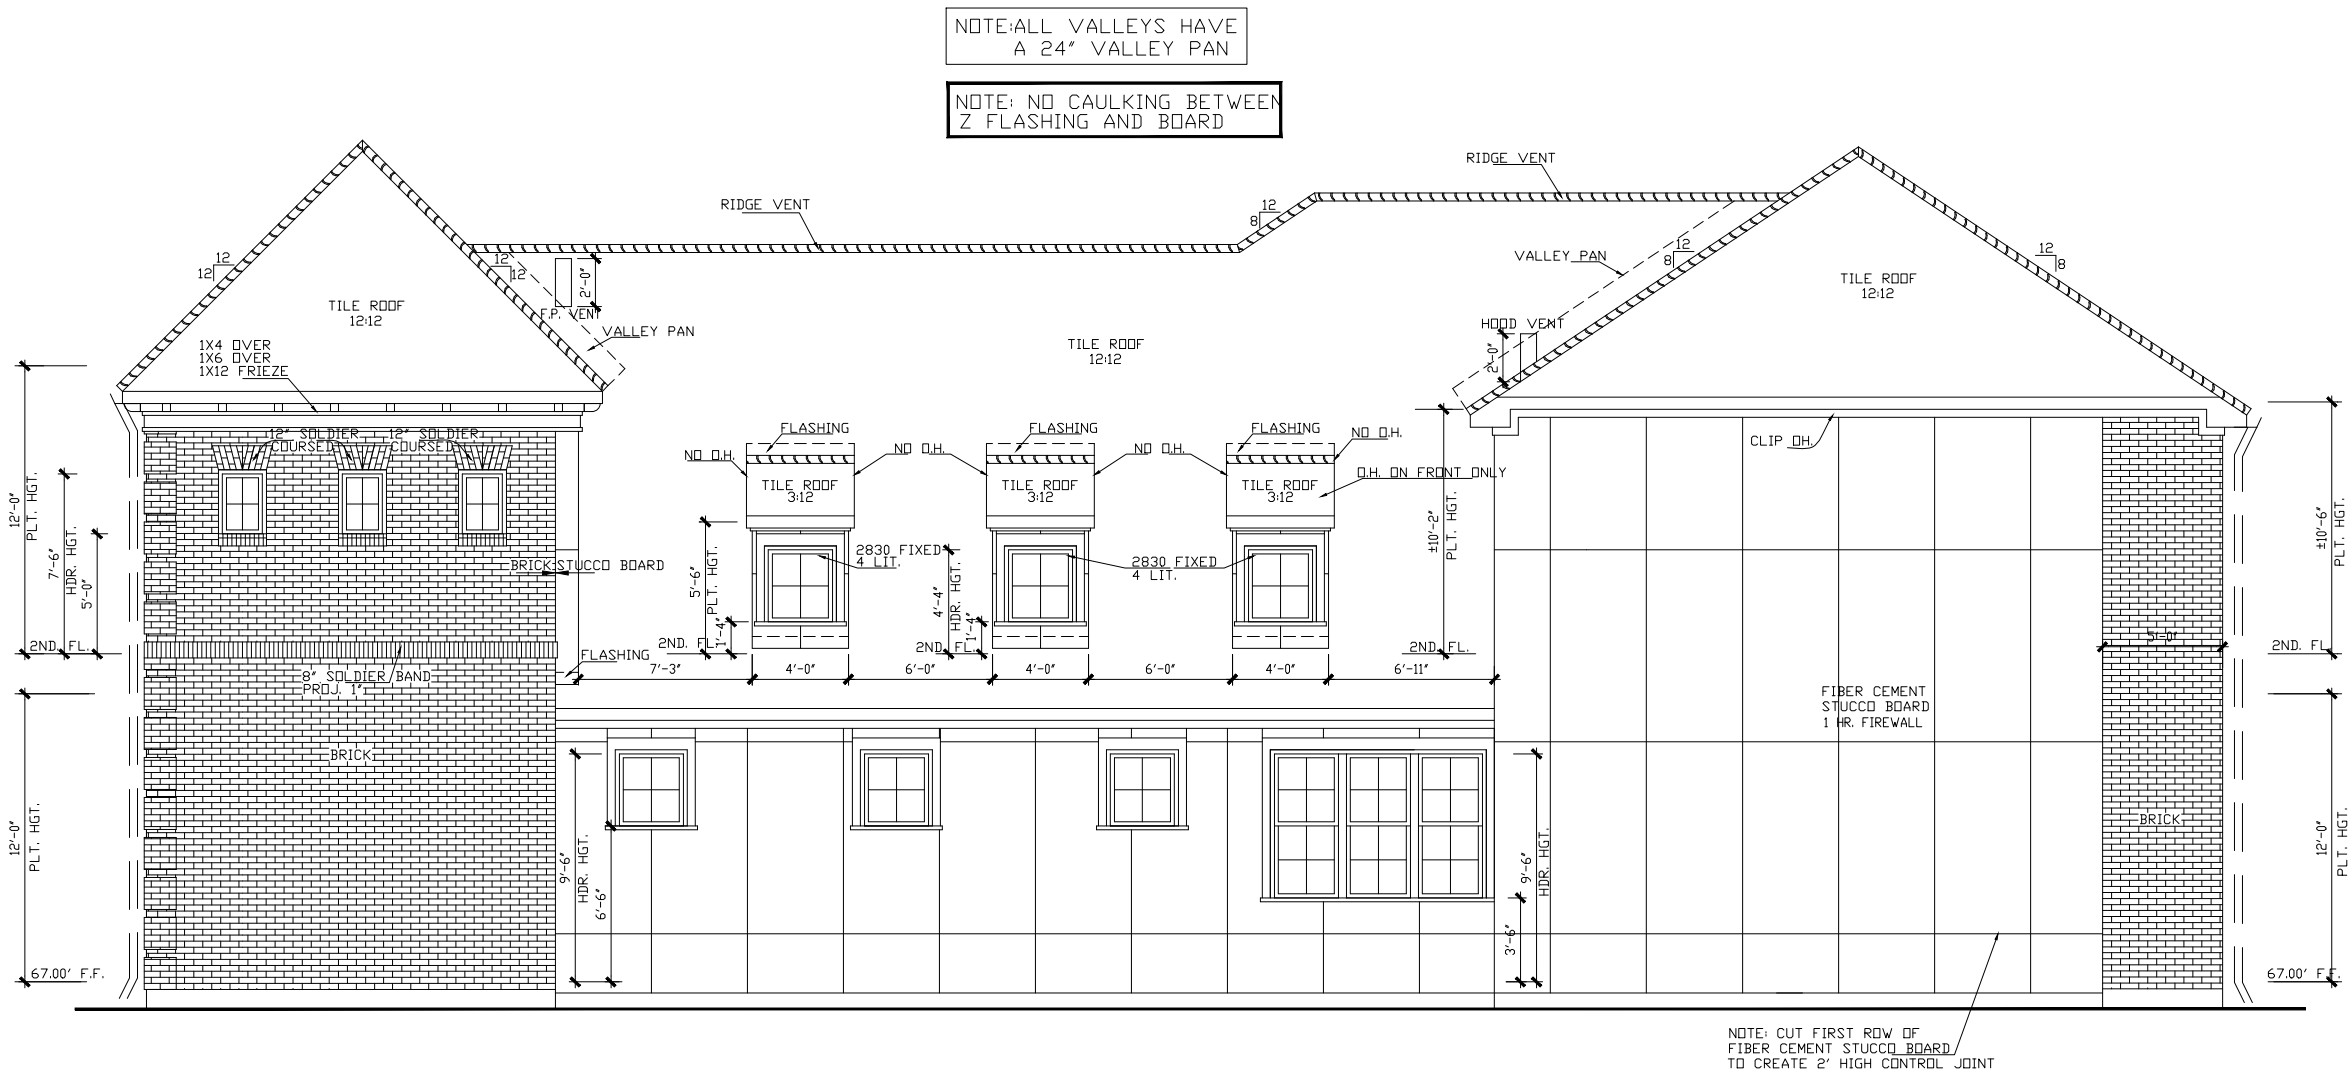 NOTE:ALL VALLEYS HAVE
A 24" VALLEY PAN
NOTE: NO CAULKING BETWEEN
Z FLASHING AND BOARD
RIDGE VENT
RIDGE VENT
12
8
12
12
12
12
2'-0"
F.P. VENT
VALLEY PAN
TILE ROOF
12:12
1X4 OVER
1X6 OVER
1X12 FRIEZE
TILE ROOF
12:12
VALLEY PAN
12
8
12
8
TILE ROOF
12:12
HOOD VENT
2'-0"
CLIP OH.
12" SOLDIER
COURSED
12" SOLDIER
COURSED
FLASHING
FLASHING
FLASHING
NO O.H.
NO O.H.
NO O.H.
NO O.H.
O.H. ON FRONT ONLY
TILE ROOF
3:12
TILE ROOF
3:12
TILE ROOF
3:12
12'-0"
PLT. HGT.
7'-6"
HDR. HGT.
5'-0"
2ND. FL.
BRICK
STUCCO BOARD
5'-6"
PLT. HGT.
1'-4"
2ND. FL.
2830 FIXED
4 LIT.
4'-4"
HDR. HGT.
1'-4"
2ND. FL.
2830 FIXED
4 LIT.
±10'-2"
PLT. HGT.
2ND. FL.
±10'-6"
PLT. HGT.
2ND. FL.
5'-0"
FLASHING
7'-3"
4'-0"
6'-0"
4'-0"
6'-0"
4'-0"
6'-11"
8" SOLDIER BAND
PROJ. 1"
BRICK
FIBER CEMENT
STUCCO BOARD
1 HR. FIREWALL
BRICK
12'-0"
PLT. HGT.
67.00' F.F.
9'-6"
HDR. HGT.
6'-6"
9'-6"
HDR. HGT.
3'-6"
12'-0"
PLT. HGT.
67.00' F.F.
NOTE: CUT FIRST ROW OF
FIBER CEMENT STUCCO BOARD
TO CREATE 2' HIGH CONTROL JOINT